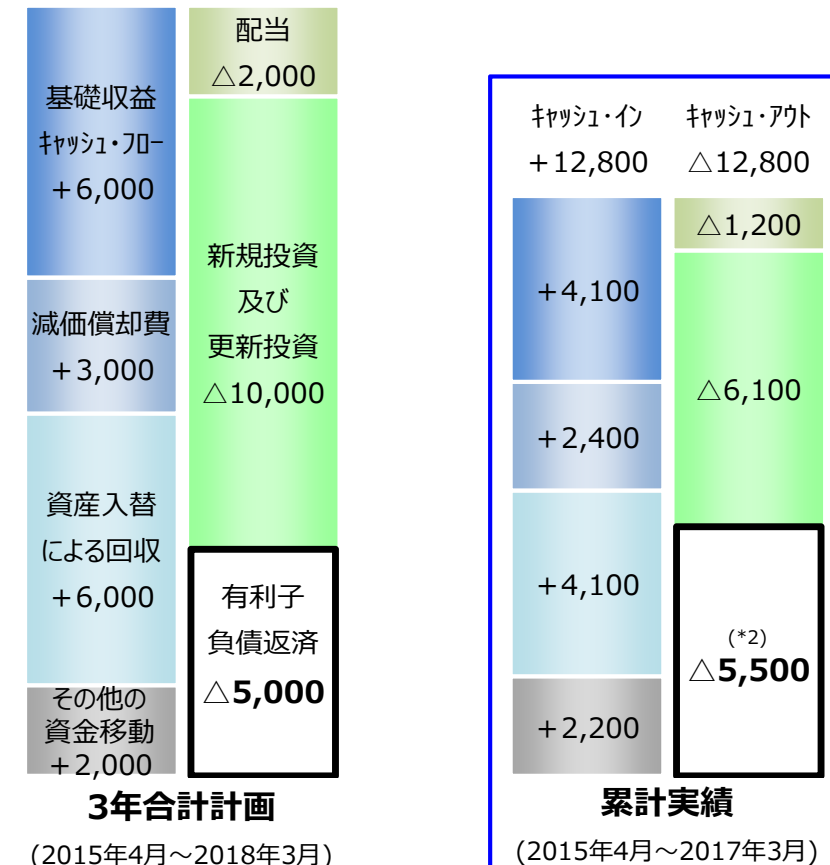 基礎収益
ｷｬｯｼｭ・ﾌﾛｰ
+6,000
減価償却費
+3,000
資産入替
による回収
+6,000
その他の
資金移動
+2,000
配当
△2,000
新規投資
及び
更新投資
△10,000
有利子
負債返済
△5,000
3年合計計画
(2015年4月～2018年3月)
ｷｬｯｼｭ・ｲﾝ
+12,800
+4,100
+2,400
+4,100
+2,200
ｷｬｯｼｭ・ｱｳﾄ
△12,800
△1,200
△6,100
(*2)
△5,500
累計実績
(2015年4月～2017年3月)